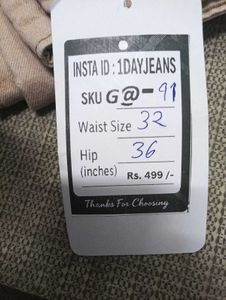 INSTA ID : 1DAYJEANS
SKU G@-91
Waist Size 32
Hip 36
(inches) Rs. 499 /-
Thanks For Choosing